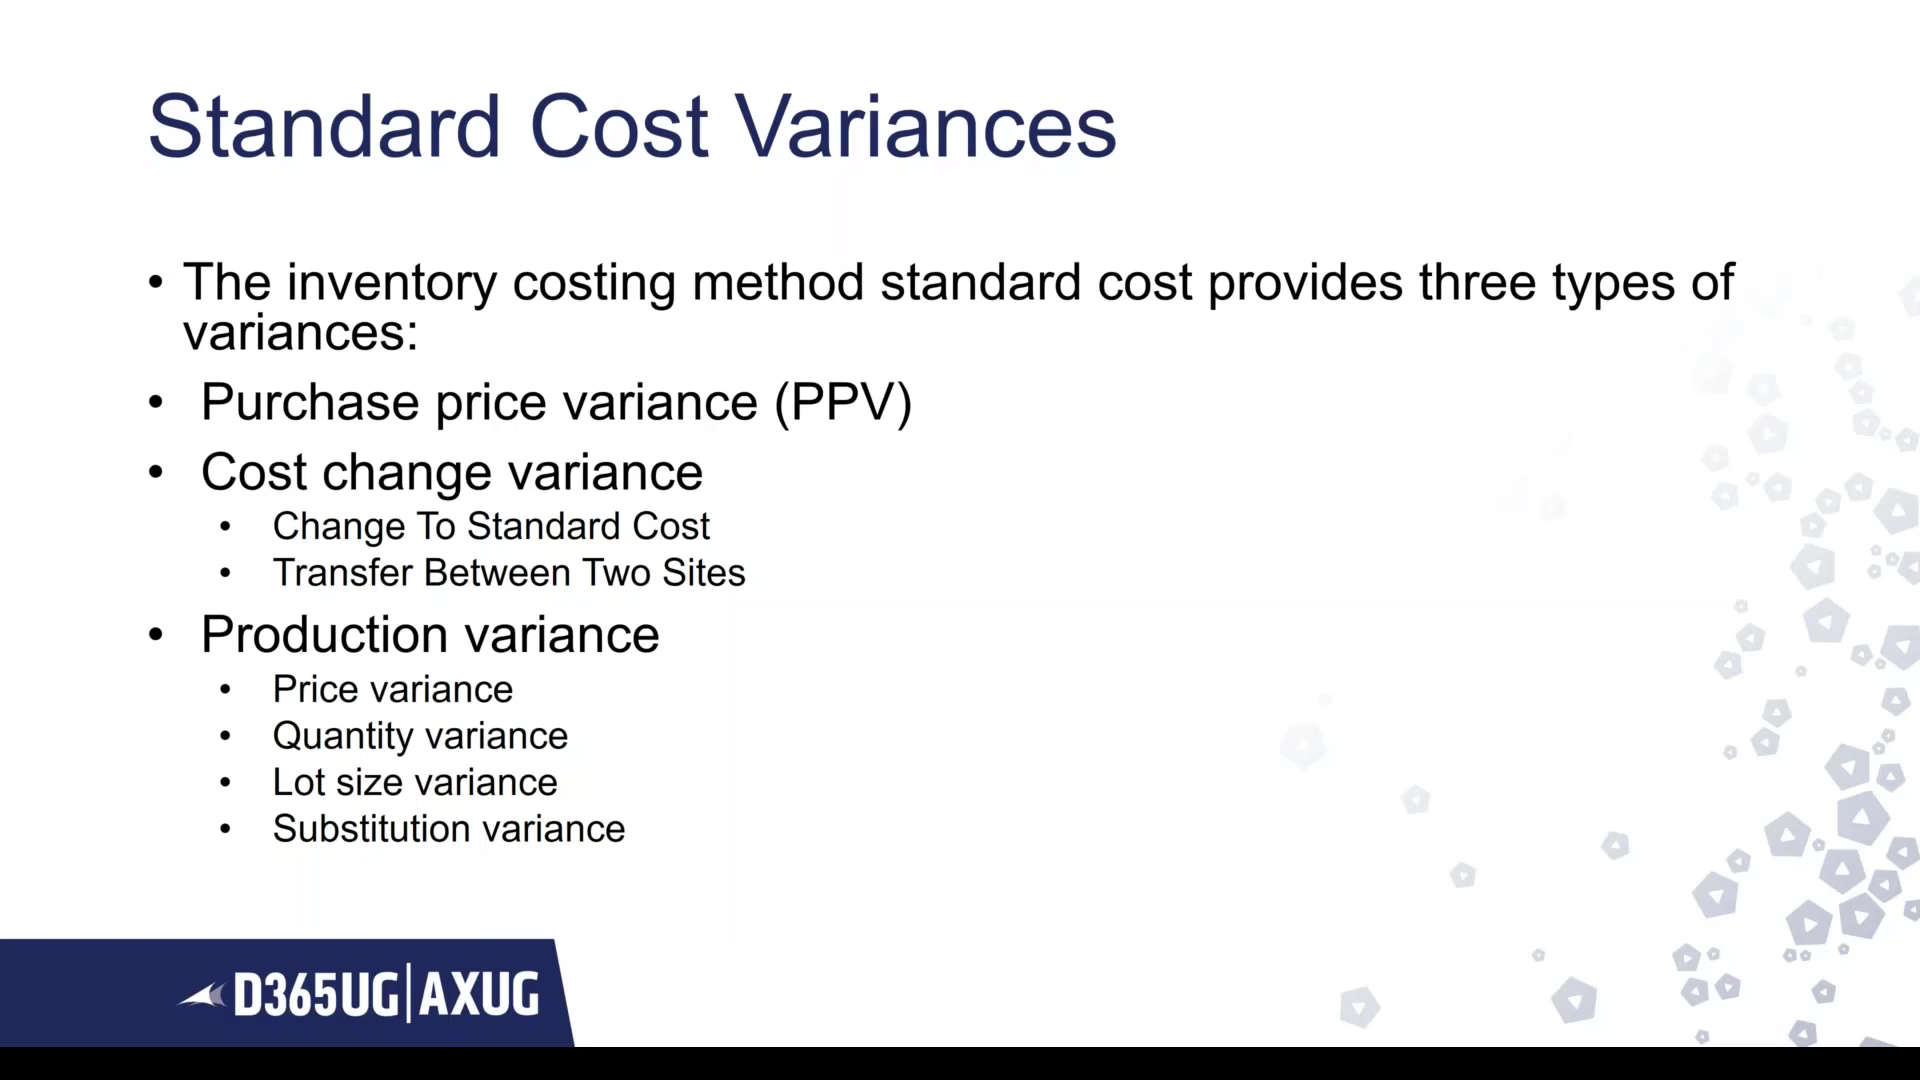 Standard Cost Variances
• The inventory costing method standard cost provides three types of
variances:
• Purchase price variance (PPV)
• Cost change variance
• Change To Standard Cost
• Transfer Between Two Sites
• Production variance
• Price variance
• Quantity variance
• Lot size variance
• Substitution variance
D365UG|AXUG